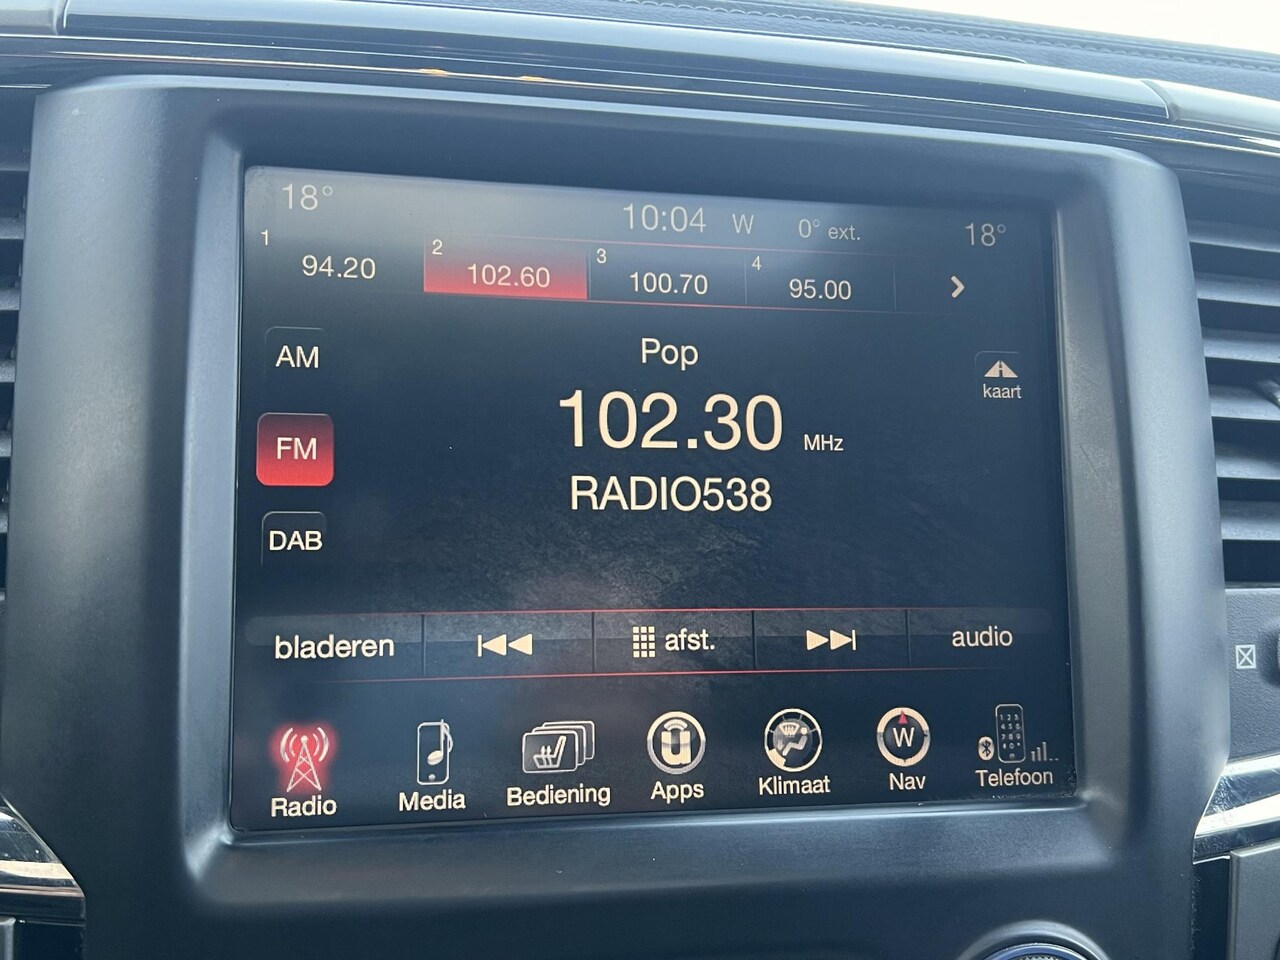 18°
10:04 W 0° ext.
18°
1 94.20
2 102.60
3 100.70
4 95.00
AM
Pop
kaart
102.30 MHz
FM
RADIO538
DAB
bladeren
afst.
audio
W
Radio
Media
Bediening
Apps
Klimaat
Nav
Telefoon